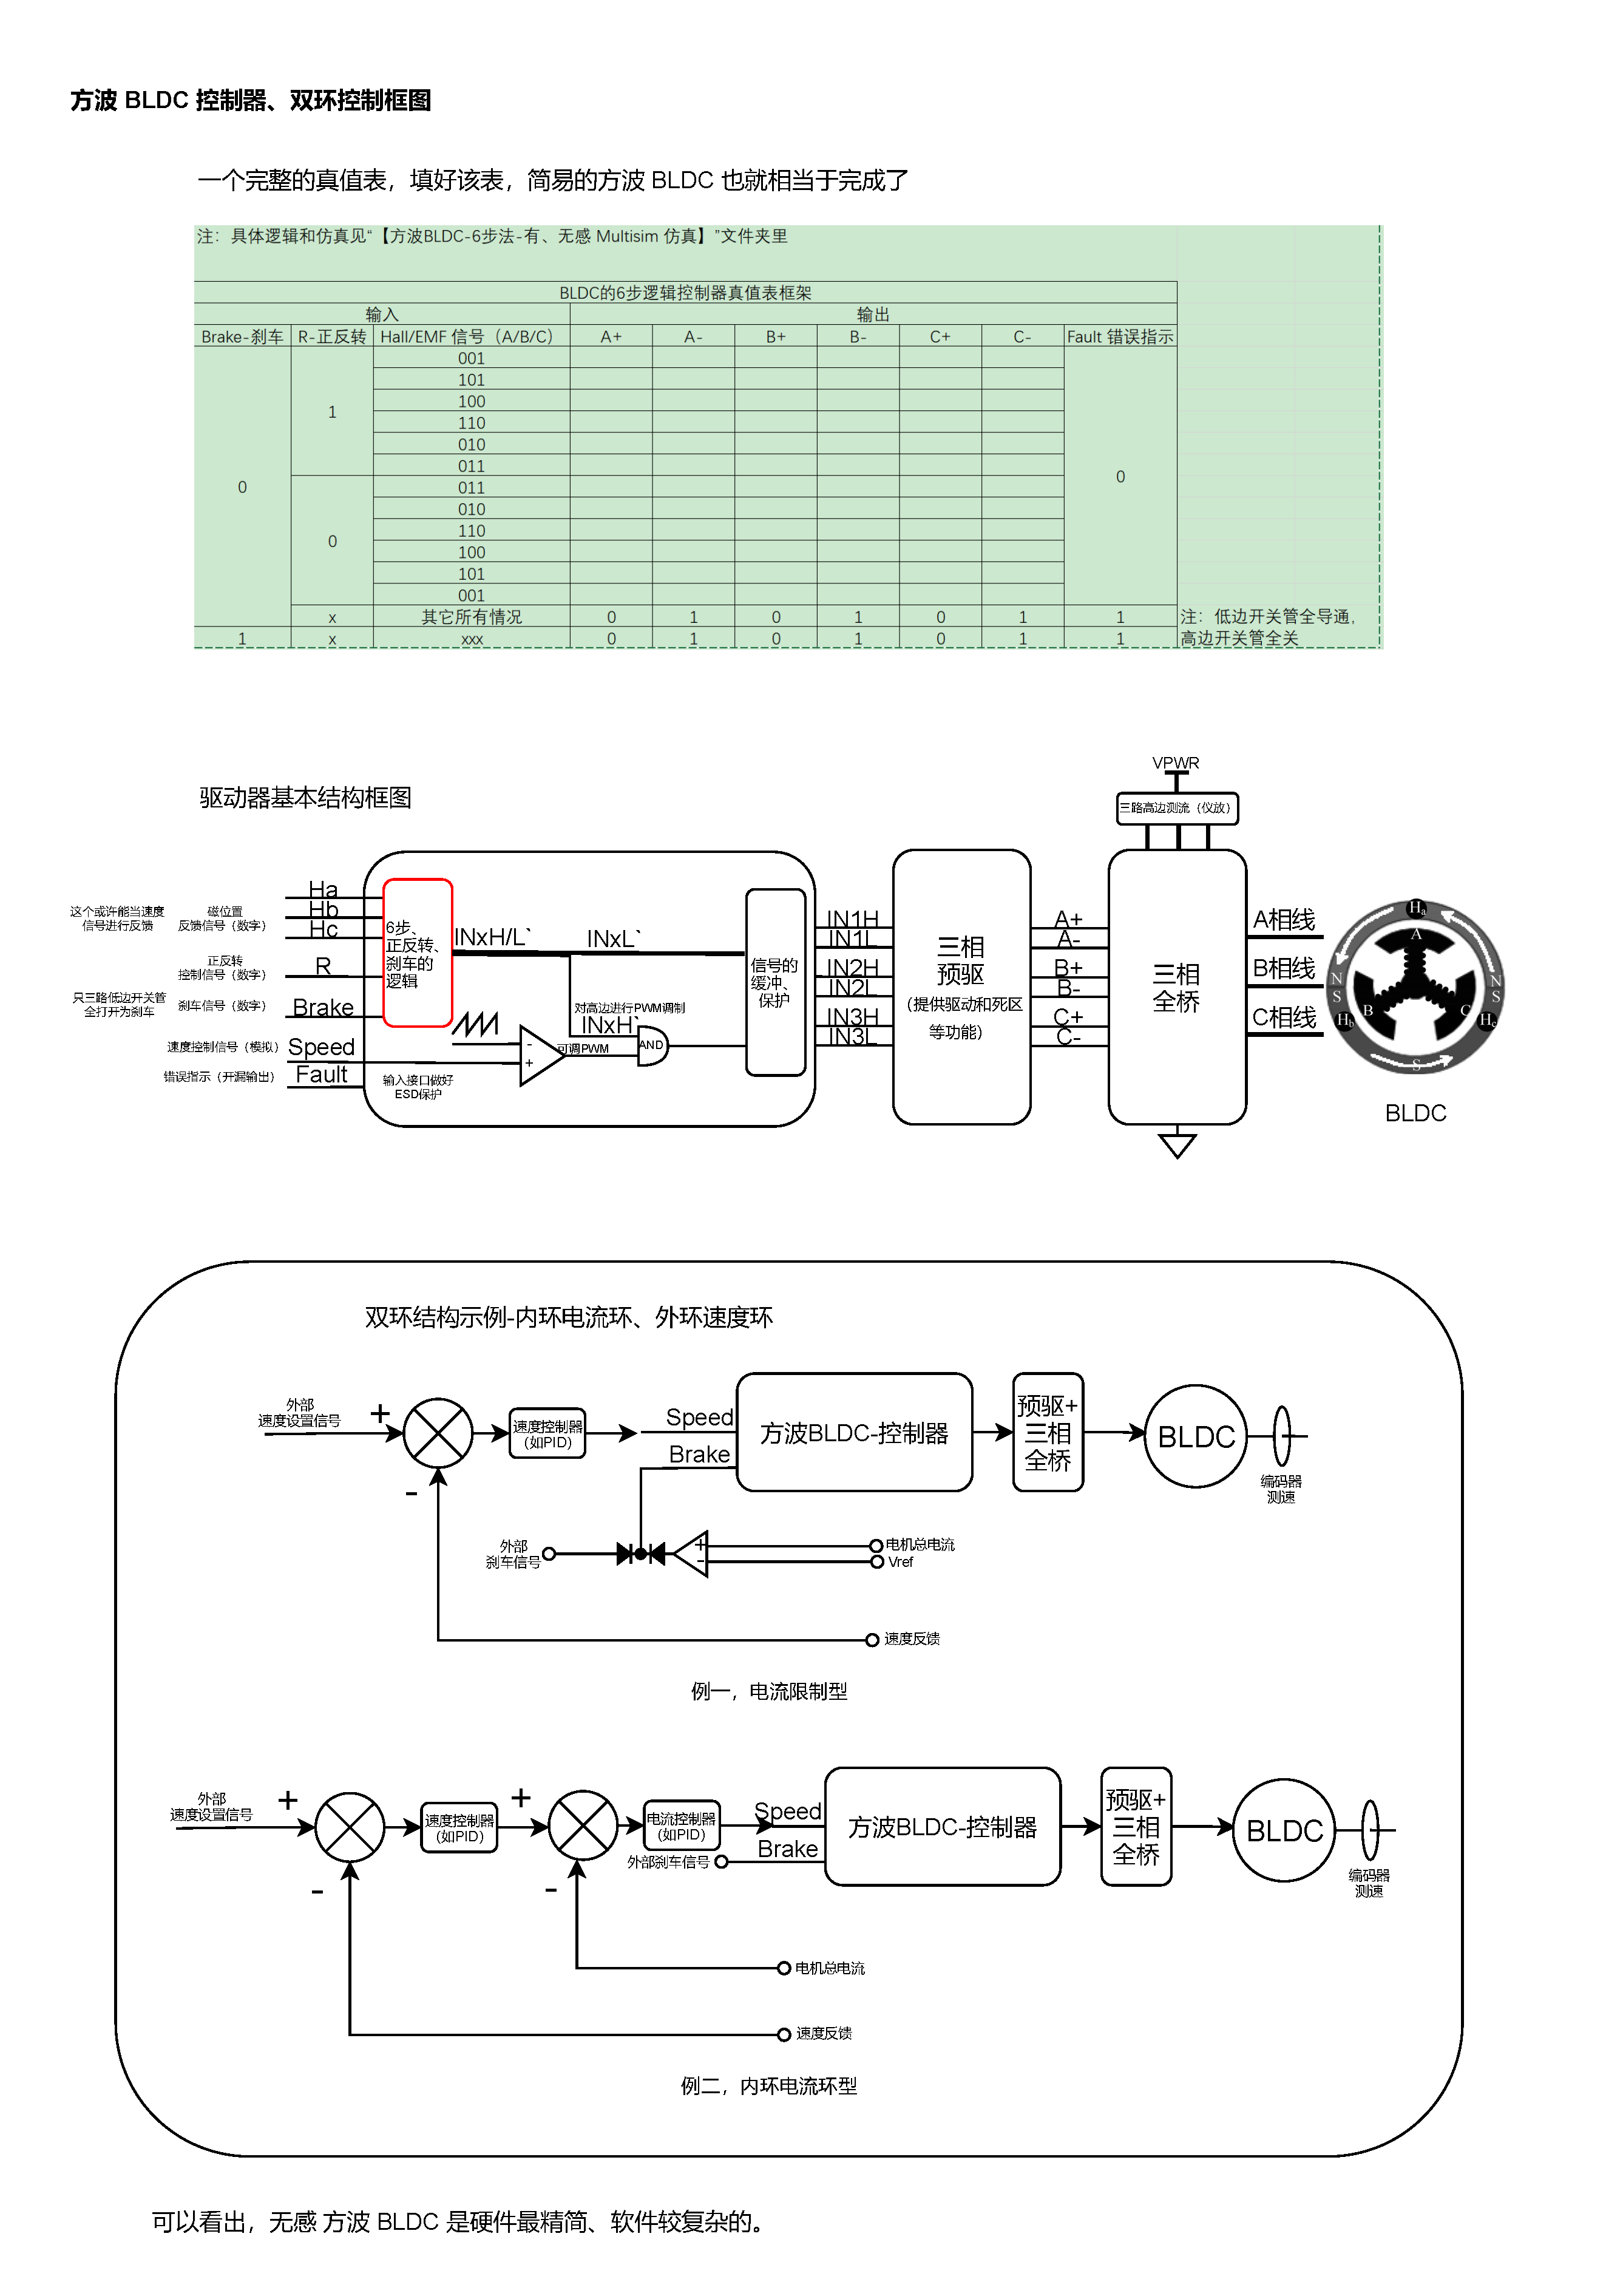 方波 BLDC 控制器、双环控制框图
一个完整的真值表，填好该表，简易的方波 BLDC 也就相当于完成了
注：具体逻辑和仿真见“【方波BLDC-6步法-有、无感 Multisim 仿真】”文件夹里
BLDC的6步逻辑控制器真值表框架
输入 输出
Brake-刹车 R-正反转 Hall/EMF 信号（A/B/C） A+ A- B+ B- C+ C- Fault 错误指示
001
101
100
1 110
010
011
0 011 0
010
0 110
100
101
001
x 其它所有情况 0 1 0 1 0 1 1 注：低边开关管全导通，
1 x xxx 0 1 0 1 0 1 1 高边开关管全关
驱动器基本结构框图
VPWR
三路高边测流（仪放）
这个或许能当速度
信号进行反馈
磁位置
反馈信号（数字）
Ha
Hb
Hc
正反转
控制信号（数字）
R
只三路低边开关管
全打开为刹车
刹车信号（数字）
Brake
速度控制信号（模拟）
Speed
错误指示（开漏输出）
Fault
6步、
正反转、
刹车的
逻辑
INxH/L`
INxL`
对高边进行PWM调制
INxH`
可调PWM
AND
-
+
输入接口做好
ESD保护
信号的
缓冲、
保护
IN1H
IN1L
IN2H
IN2L
IN3H
IN3L
三相
预驱
（提供驱动和死区
等功能）
A+
A-
B+
B-
C+
C-
三相
全桥
A相线
B相线
C相线
Ha
A
N
S
N
S
B
C
Hb
Hc
S
BLDC
双环结构示例-内环电流环、外环速度环
外部
速度设置信号
+
-
速度控制器
(如PID)
Speed
Brake
方波BLDC-控制器
预驱+
三相
全桥
BLDC
编码器
测速
外部
刹车信号
+
-
电机总电流
Vref
速度反馈
例一，电流限制型
外部
速度设置信号
+
-
速度控制器
(如PID)
+
-
电流控制器
(如PID)
Speed
外部刹车信号
Brake
方波BLDC-控制器
预驱+
三相
全桥
BLDC
编码器
测速
电机总电流
速度反馈
例二，内环电流环型
可以看出，无感 方波 BLDC 是硬件最精简、软件较复杂的。